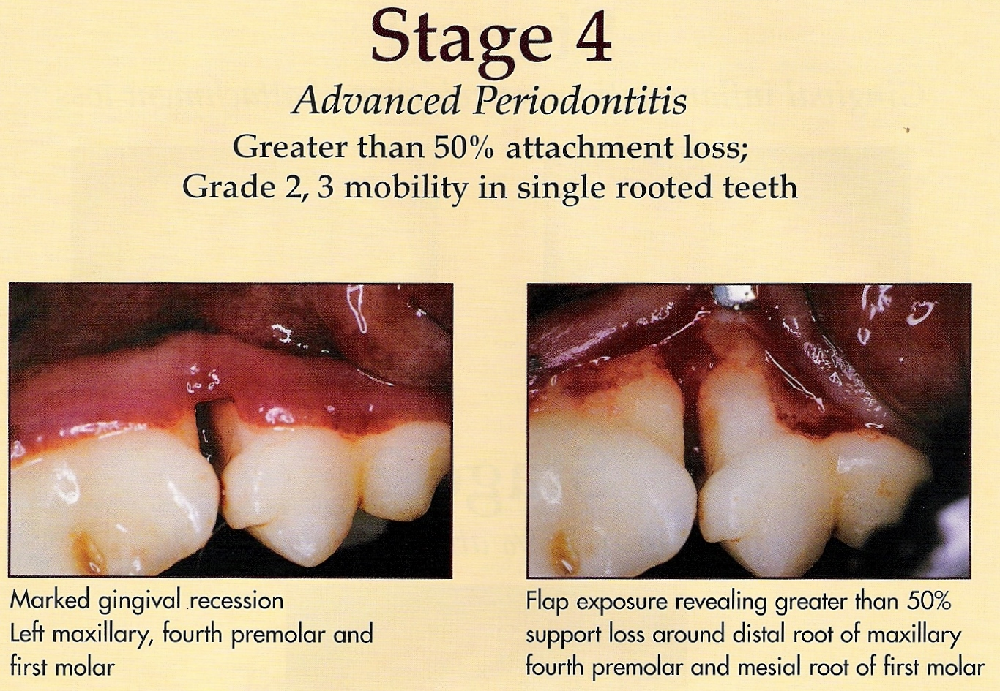 Stage 4
Advanced Periodontitis
Greater than 50% attachment loss;
Grade 2, 3 mobility in single rooted teeth
Marked gingival recession
Left maxillary, fourth premolar and
first molar
Flap exposure revealing greater than 50%
support loss around distal root of maxillary
fourth premolar and mesial root of first molar